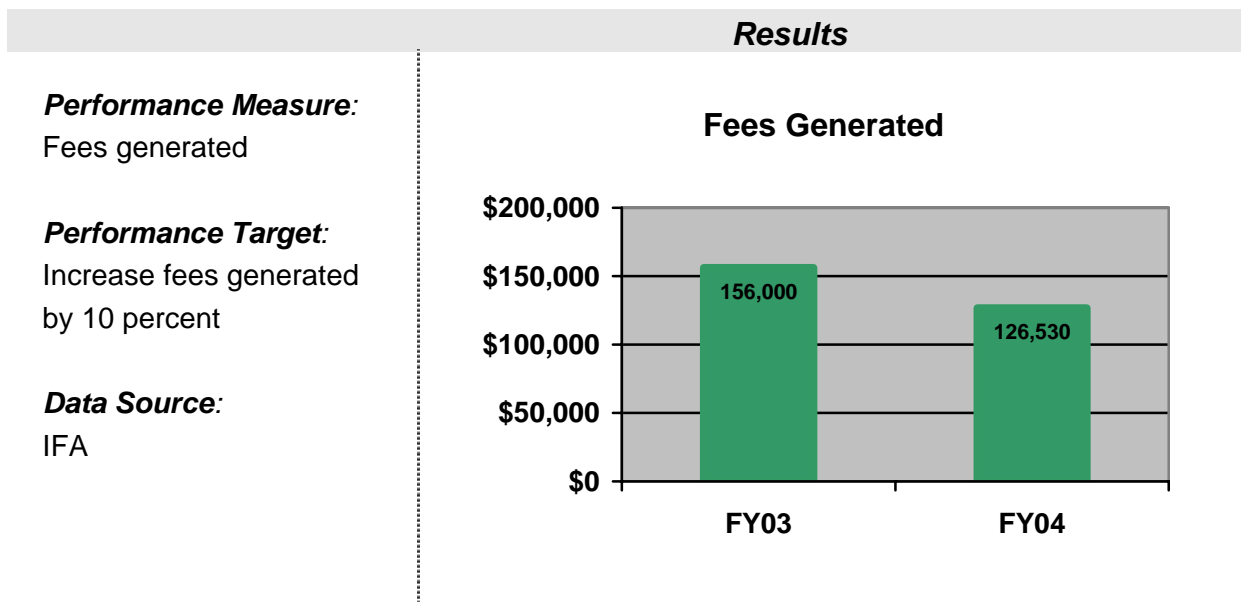 Results
Performance Measure:
Fees generated
Performance Target:
Increase fees generated
by 10 percent
Data Source:
IFA
Fees Generated
$200,000
$150,000
$100,000
$50,000
$0
156,000
126,530
FY03
FY04